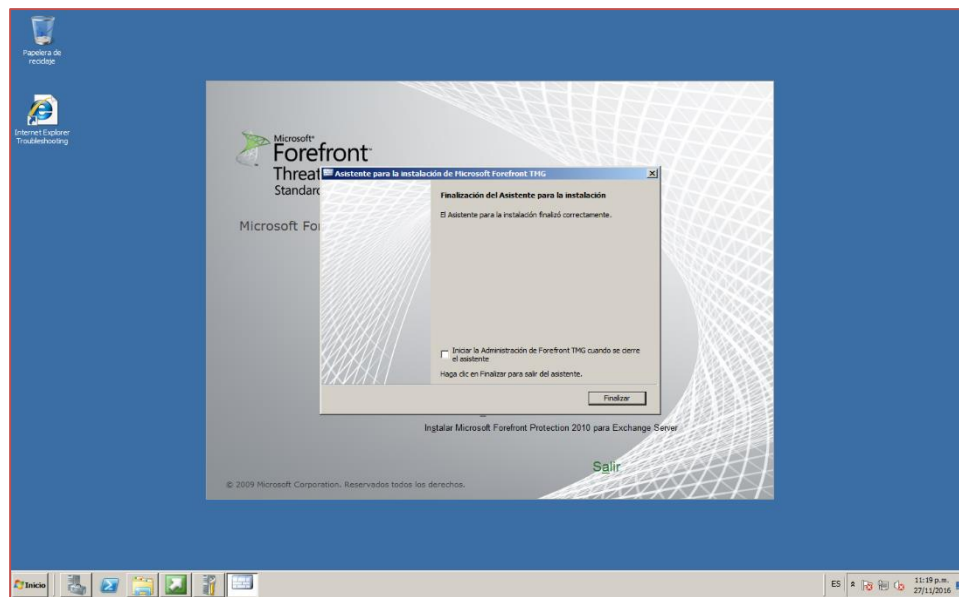 Papelera de
reciclaje
Internet Explorer
Troubleshooting
Microsoft®
Forefront™
Threat
Standard
Microsoft Fo
Asistente para la instalación de Microsoft Forefront TMG
Finalización del Asistente para la instalación
El Asistente para la instalación finalizó correctamente.
Iniciar la Administración de Forefront TMG cuando se cierre
el asistente
Haga clic en Finalizar para salir del asistente.
Finalizar
Instalar Microsoft Forefront Protection 2010 para Exchange Server
Salir
© 2009 Microsoft Corporation. Reservados todos los derechos.
Inicio
ES
11:19 p.m.
27/11/2016